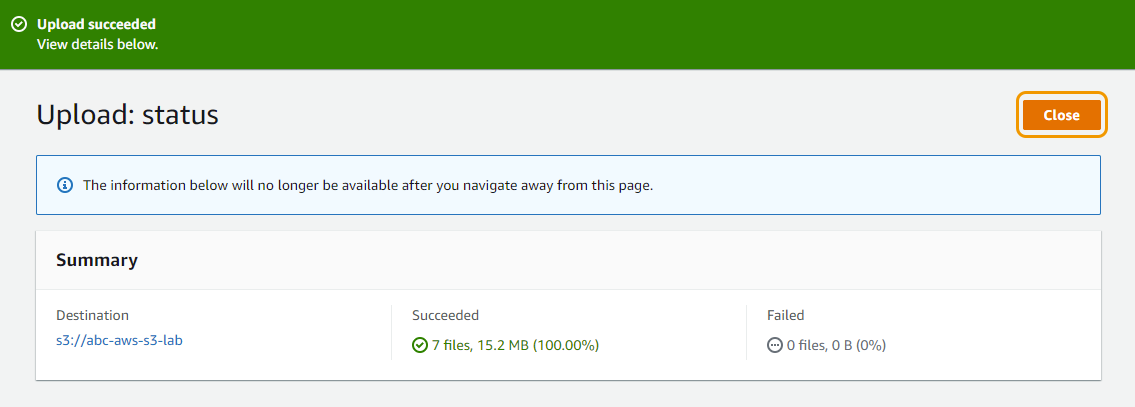 Upload succeeded
View details below.
Upload: status
Close
The information below will no longer be available after you navigate away from this page.
Summary
Destination
s3://abc-aws-s3-lab
Succeeded
7 files, 15.2 MB (100.00%)
Failed
0 files, 0 B (0%)